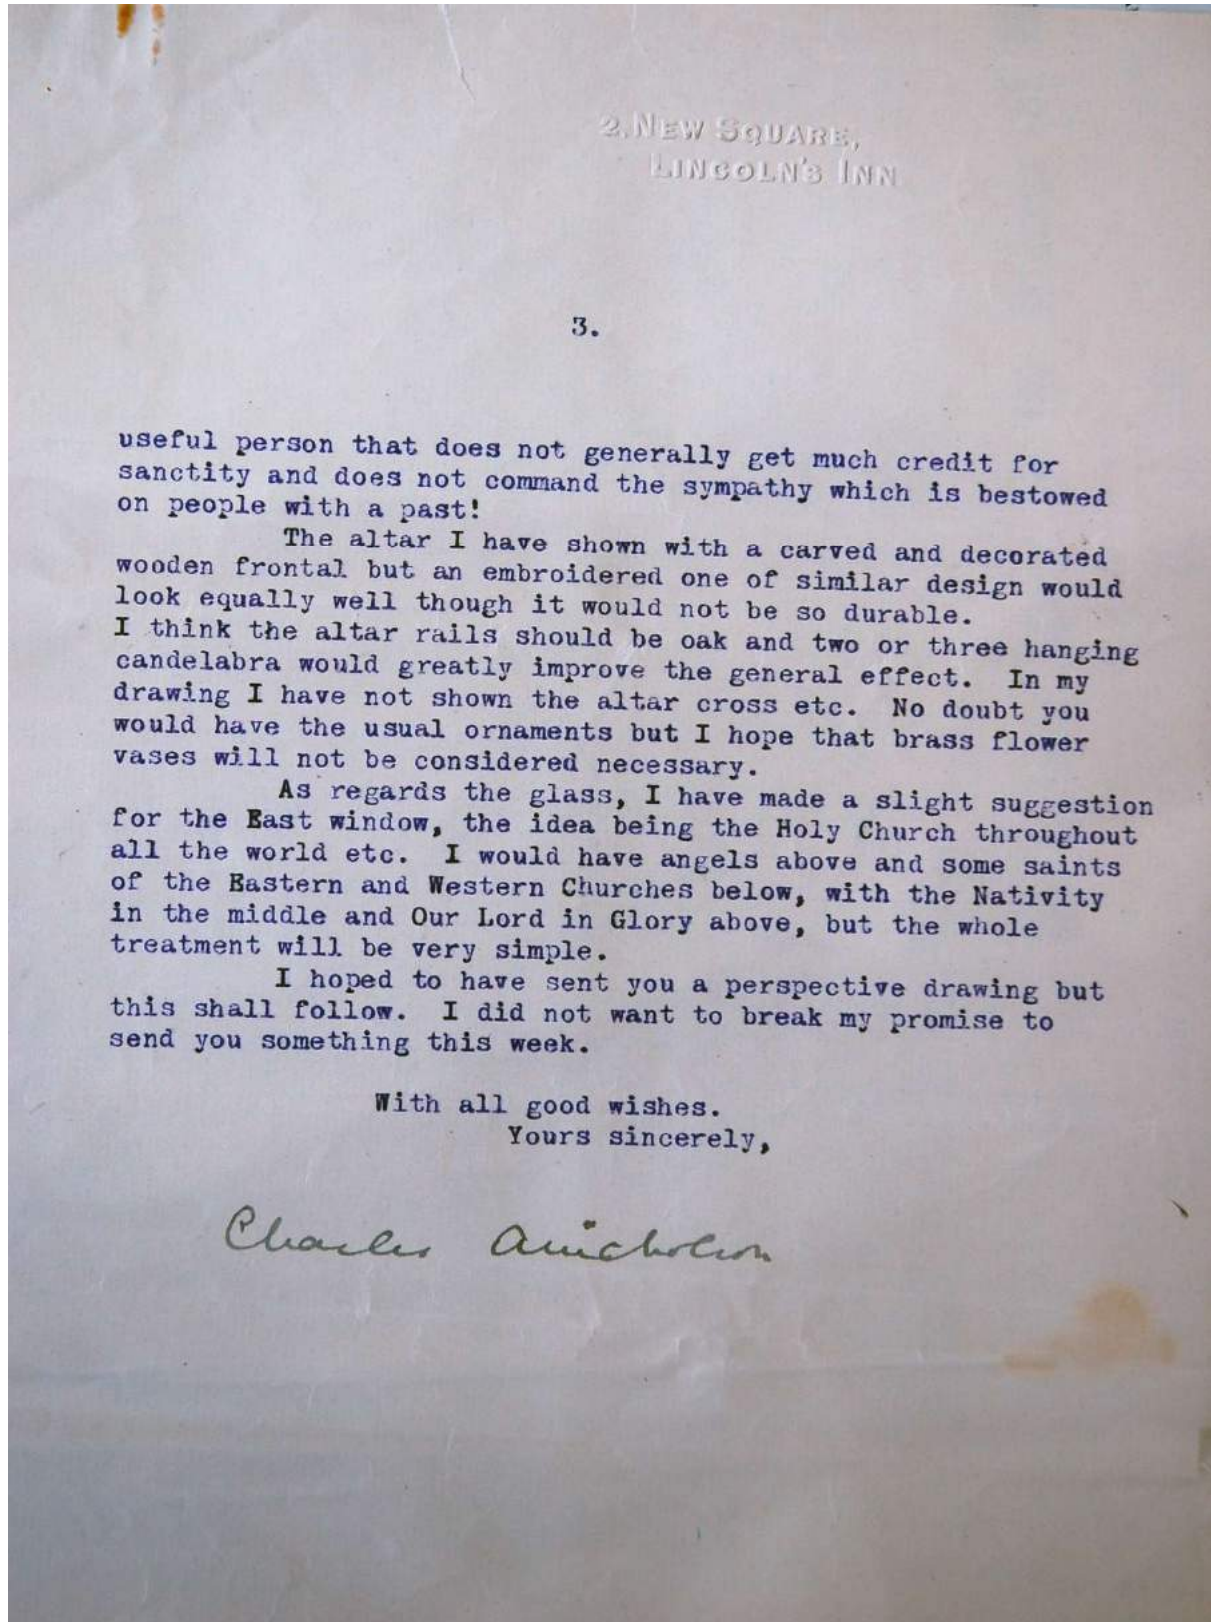 2, NEW SQUARE,
LINCOLN'S INN
3.
useful person that does not generally get much credit for
sanctity and does not command the sympathy which is bestowed
on people with a past!
The altar I have shown with a carved and decorated
wooden frontal but an embroidered one of similar design would
look equally well though it would not be so durable.
I think the altar rails should be oak and two or three hanging
candelabra would greatly improve the general effect. In my
drawing I have not shown the altar cross etc. No doubt you
would have the usual ornaments but I hope that brass flower
vases will not be considered necessary.
As regards the glass, I have made a slight suggestion
for the East window, the idea being the Holy Church throughout
all the world etc. I would have angels above and some saints
of the Eastern and Western Churches below, with the Nativity
in the middle and Our Lord in Glory above, but the whole
treatment will be very simple.
I hoped to have sent you a perspective drawing but
this shall follow. I did not want to break my promise to
send you something this week.
With all good wishes.
Yours sincerely,
Charles A Nicholson